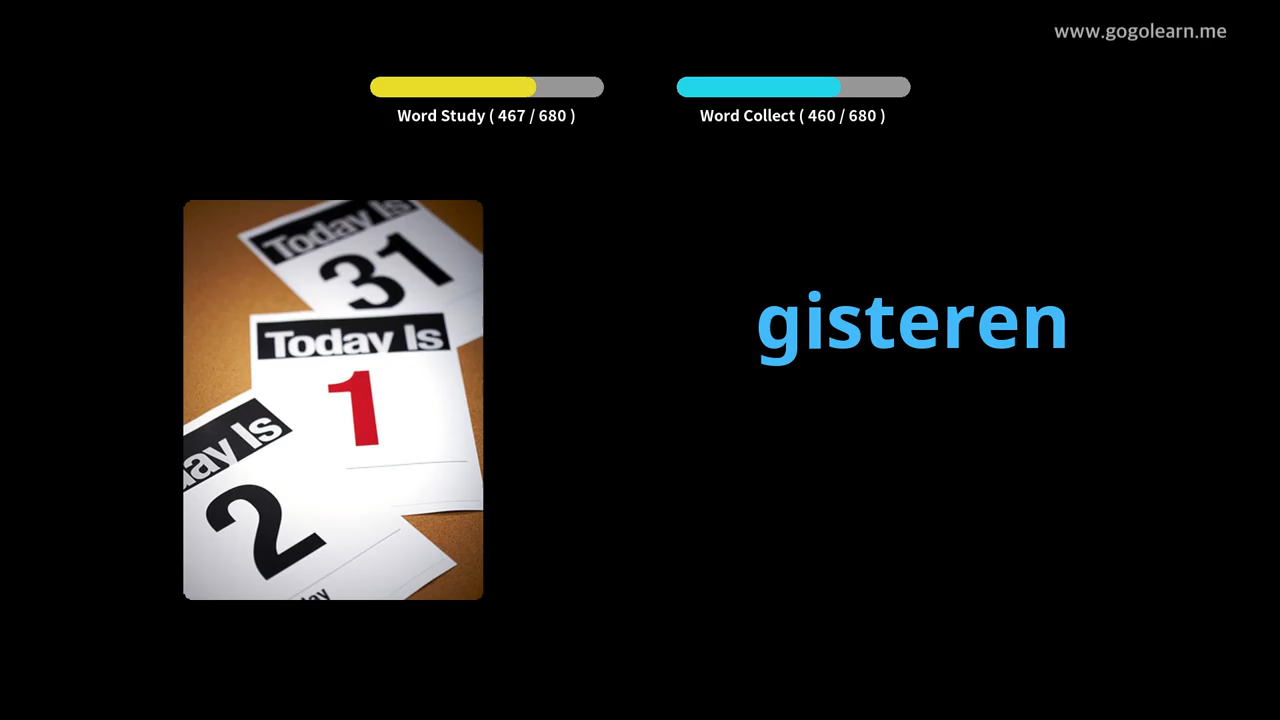 www.gogolearn.me
Word Study ( 467 / 680 )
Word Collect ( 460 / 680 )
Today Is
31
Today Is
1
gisteren
ay Is
2